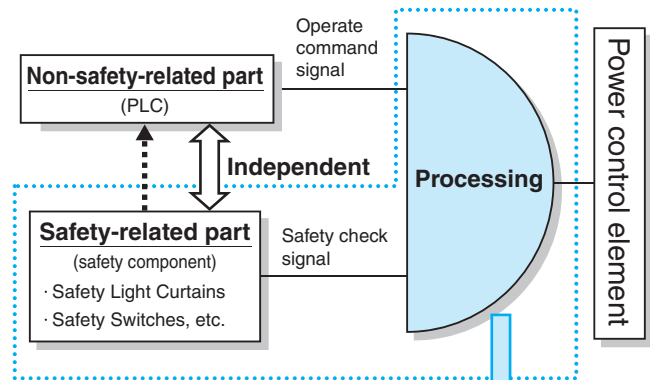 Operate
command
signal
Non-safety-related part
(PLC)
Independent
Processing
Power control element
Safety-related part
(safety component)
· Safety Light Curtains
· Safety Switches, etc.
Safety check
signal